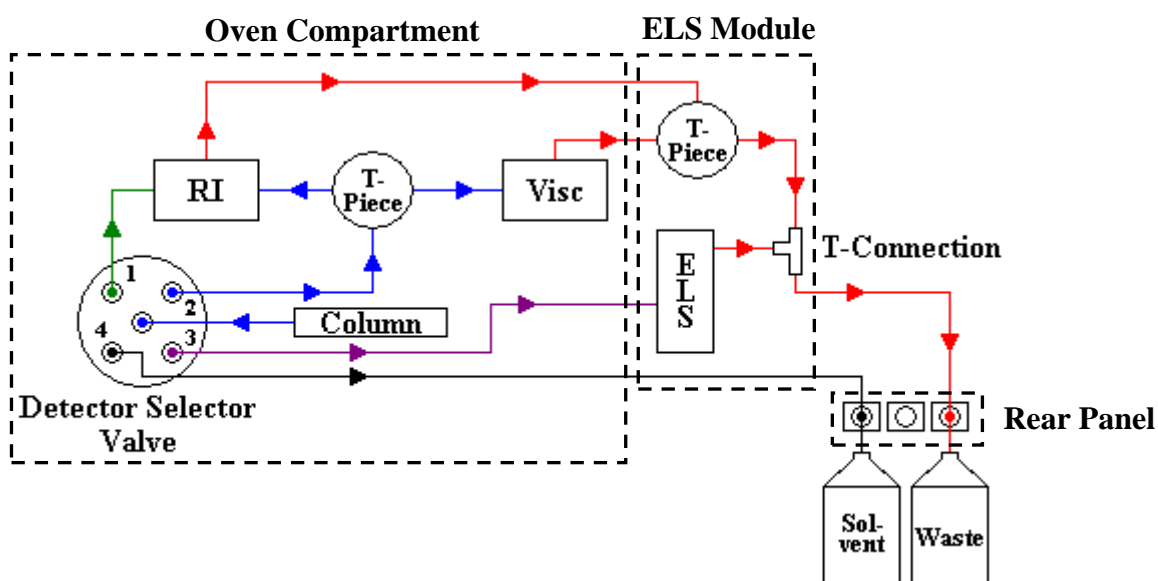 Oven Compartment
ELS Module
T-
Piece
T-
Piece
RI
Visc
T-Connection
E
L
S
1
2
3
4
Column
Detector Selector
Valve
Rear Panel
Sol-
vent
Waste